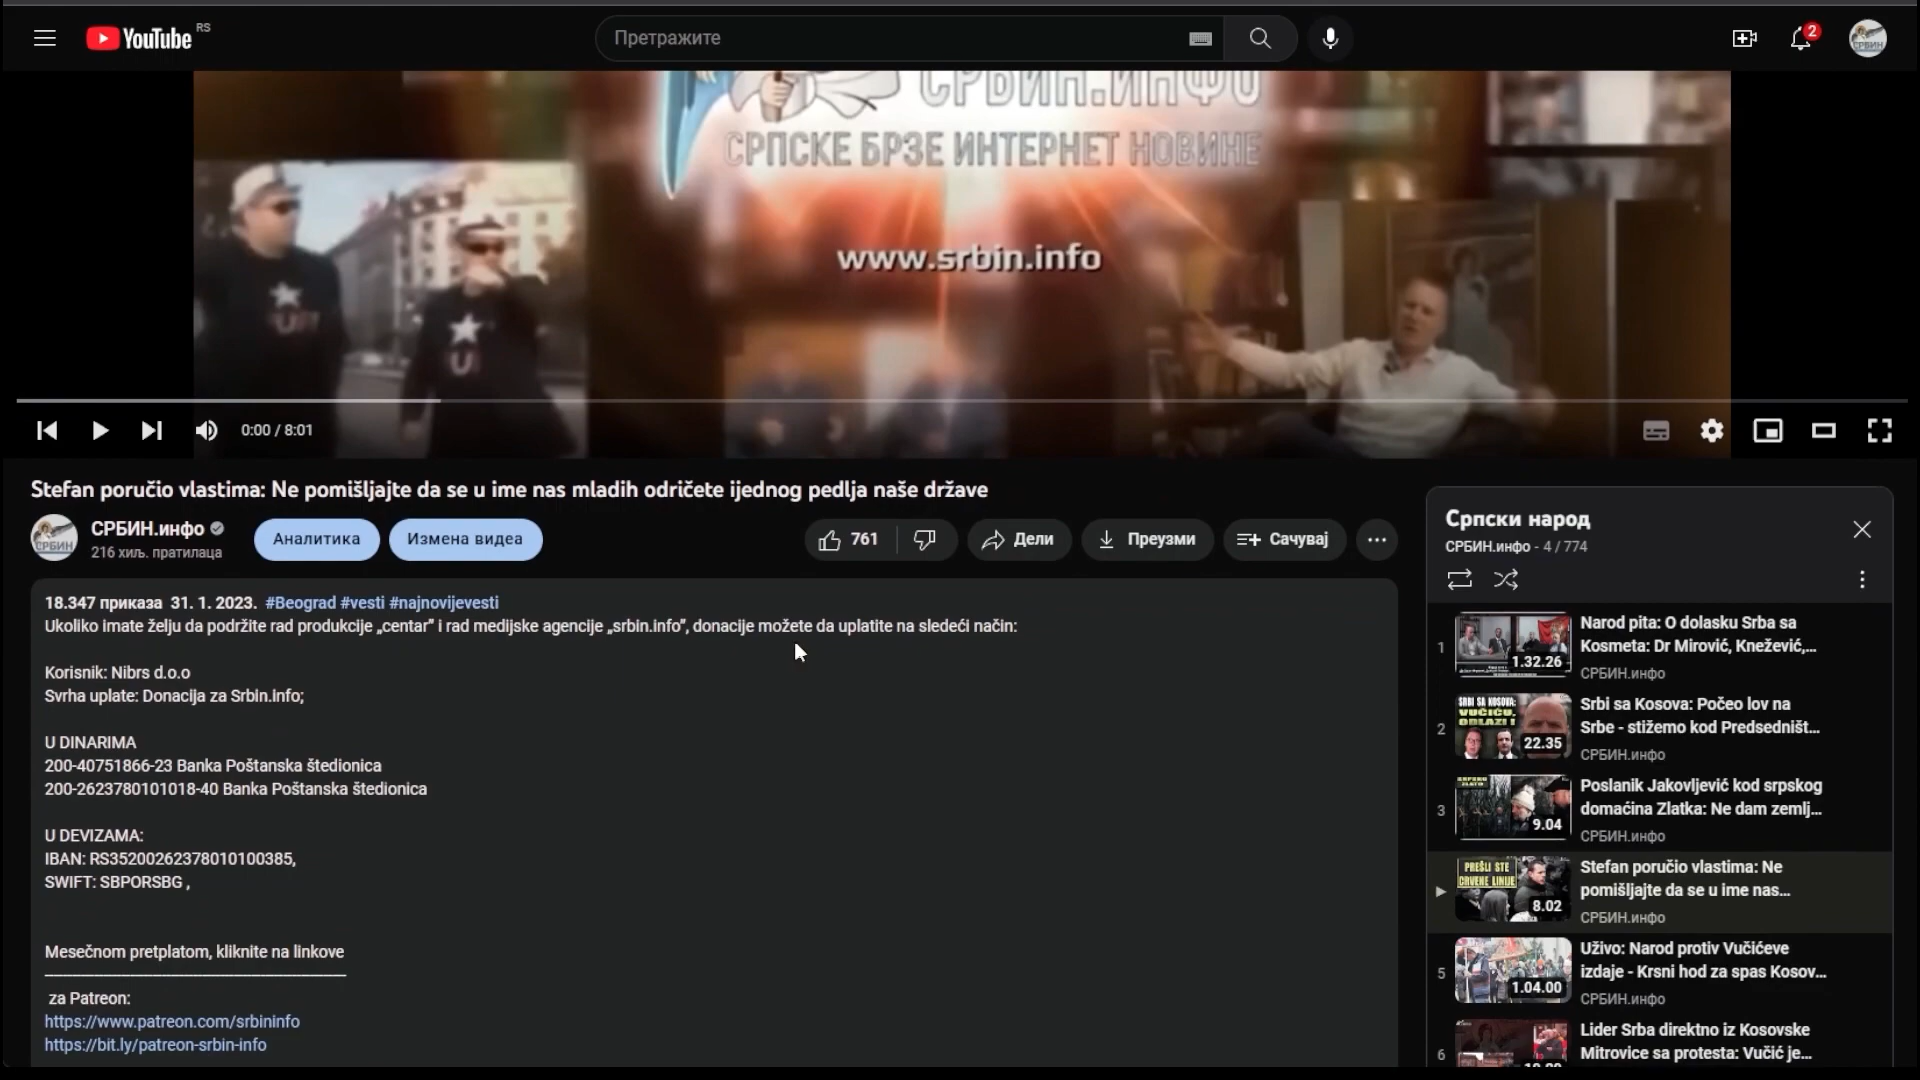 YouTube RS
Претражите
2
СРБИН.ИНФО
СРПСКЕ БРЗЕ ИНТЕРНЕТ НОВИНЕ
www.srbin.info
0:00 / 8:01
Stefan poručio vlastima: Ne pomišljajte da se u ime nas mladih odričete ijednog pedlja naše države
СРБИН.инфо
216 хиљ. пратилаца
Аналитика
Измена видеа
761
Дели
Преузми
Сачувај
18.347 приказа 31. 1. 2023. #Beograd #vesti #najnovijevesti
Ukoliko imate želju da podržite rad produkcije „centar" i rad medijske agencije „srbin.info", donacije možete da uplatite na sledeći način:
Korisnik: Nibrs d.o.o
Svrha uplate: Donacija za Srbin.info;
U DINARIMA
200-40751866-23 Banka Poštanska štedionica
200-2623780101018-40 Banka Poštanska štedionica
U DEVIZAMA:
IBAN: RS35200262378010100385,
SWIFT: SBPORSBG ,
Mesečnom pretplatom, kliknite na linkove
za Patreon:
https://www.patreon.com/srbininfo
https://bit.ly/patreon-srbin-info
Српски народ
СРБИН.инфо - 4 / 774
1
1.32.26
Narod pita: O dolasku Srba sa
Kosmeta: Dr Mirović, Knežević,...
СРБИН.инфо
2
SRBI SA KOSOVA:
VUČIĆU,
ODLAZI !
22.35
Srbi sa Kosova: Počeo lov na
Srbe - stižemo kod Predsedništ...
СРБИН.инфо
3
9.04
Poslanik Jakovljević kod srpskog
domaćina Zlatka: Ne dam zemlj...
СРБИН.инфо
PREŠLI STE
CRVENE LINIJE
8.02
Stefan poručio vlastima: Ne
pomišljajte da se u ime nas...
СРБИН.инфо
5
1.04.00
Uživo: Narod protiv Vučićeve
izdaje - Krsni hod za spas Kosov...
СРБИН.инфо
6
Lider Srba direktno iz Kosovske
Mitrovice sa protesta: Vučić je...